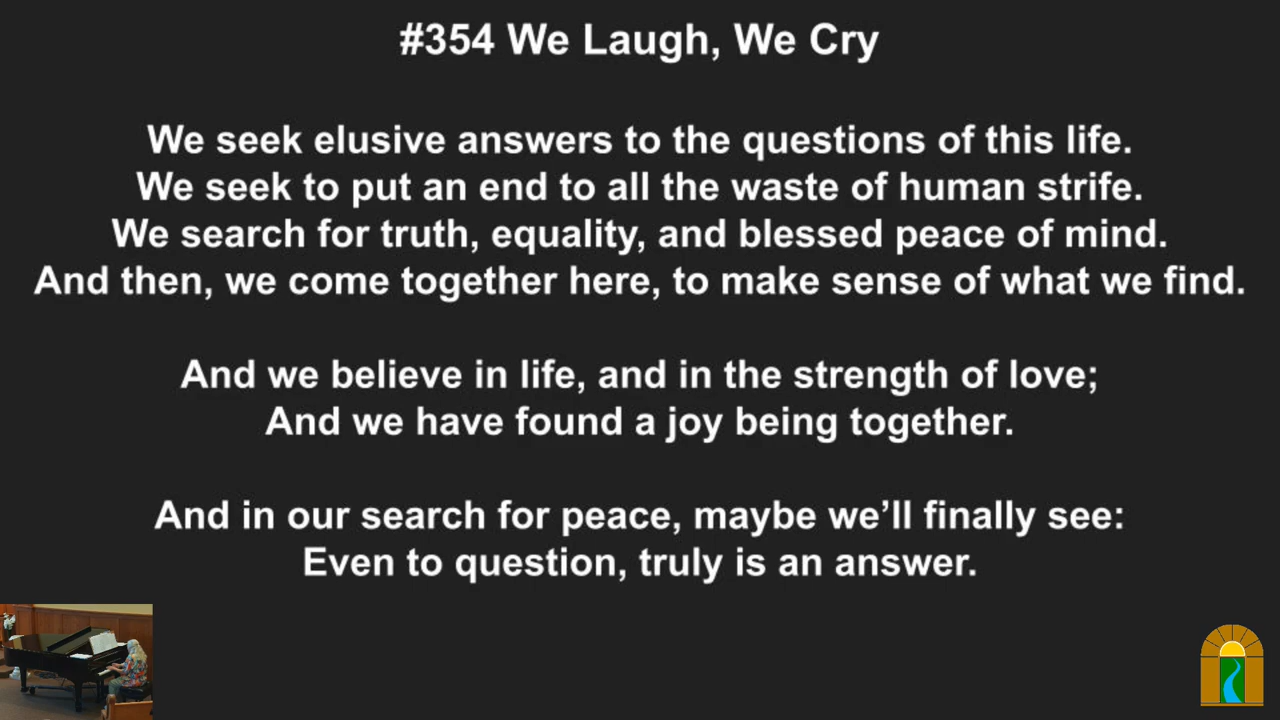 #354 We Laugh, We Cry
We seek elusive answers to the questions of this life.
We seek to put an end to all the waste of human strife.
We search for truth, equality, and blessed peace of mind.
And then, we come together here, to make sense of what we find.
And we believe in life, and in the strength of love;
And we have found a joy being together.
And in our search for peace, maybe we’ll finally see:
Even to question, truly is an answer.